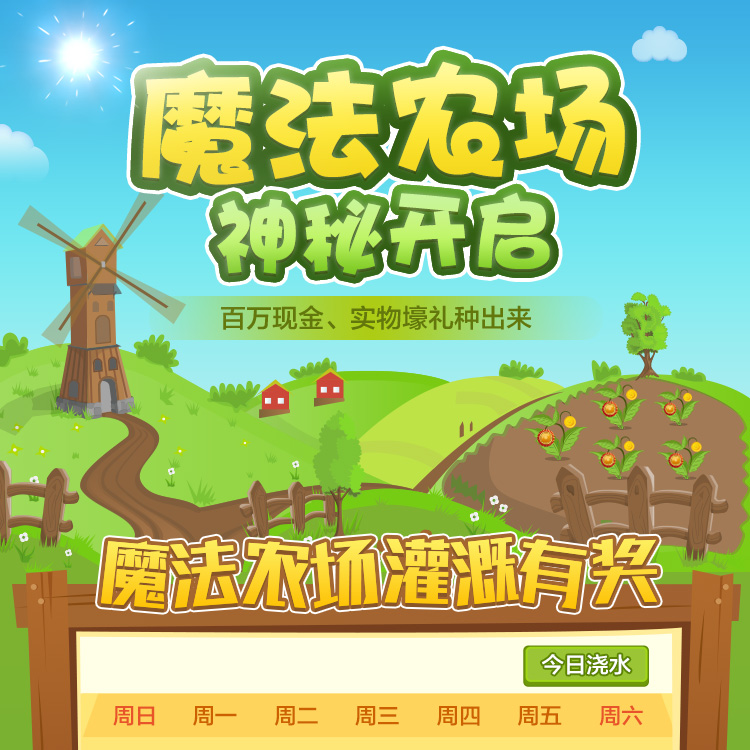 魔法农场
神秘开启
百万现金、实物壕礼种出来
魔法农场灌溉有奖
今日浇水
周日 周一 周二 周三 周四 周五 周六